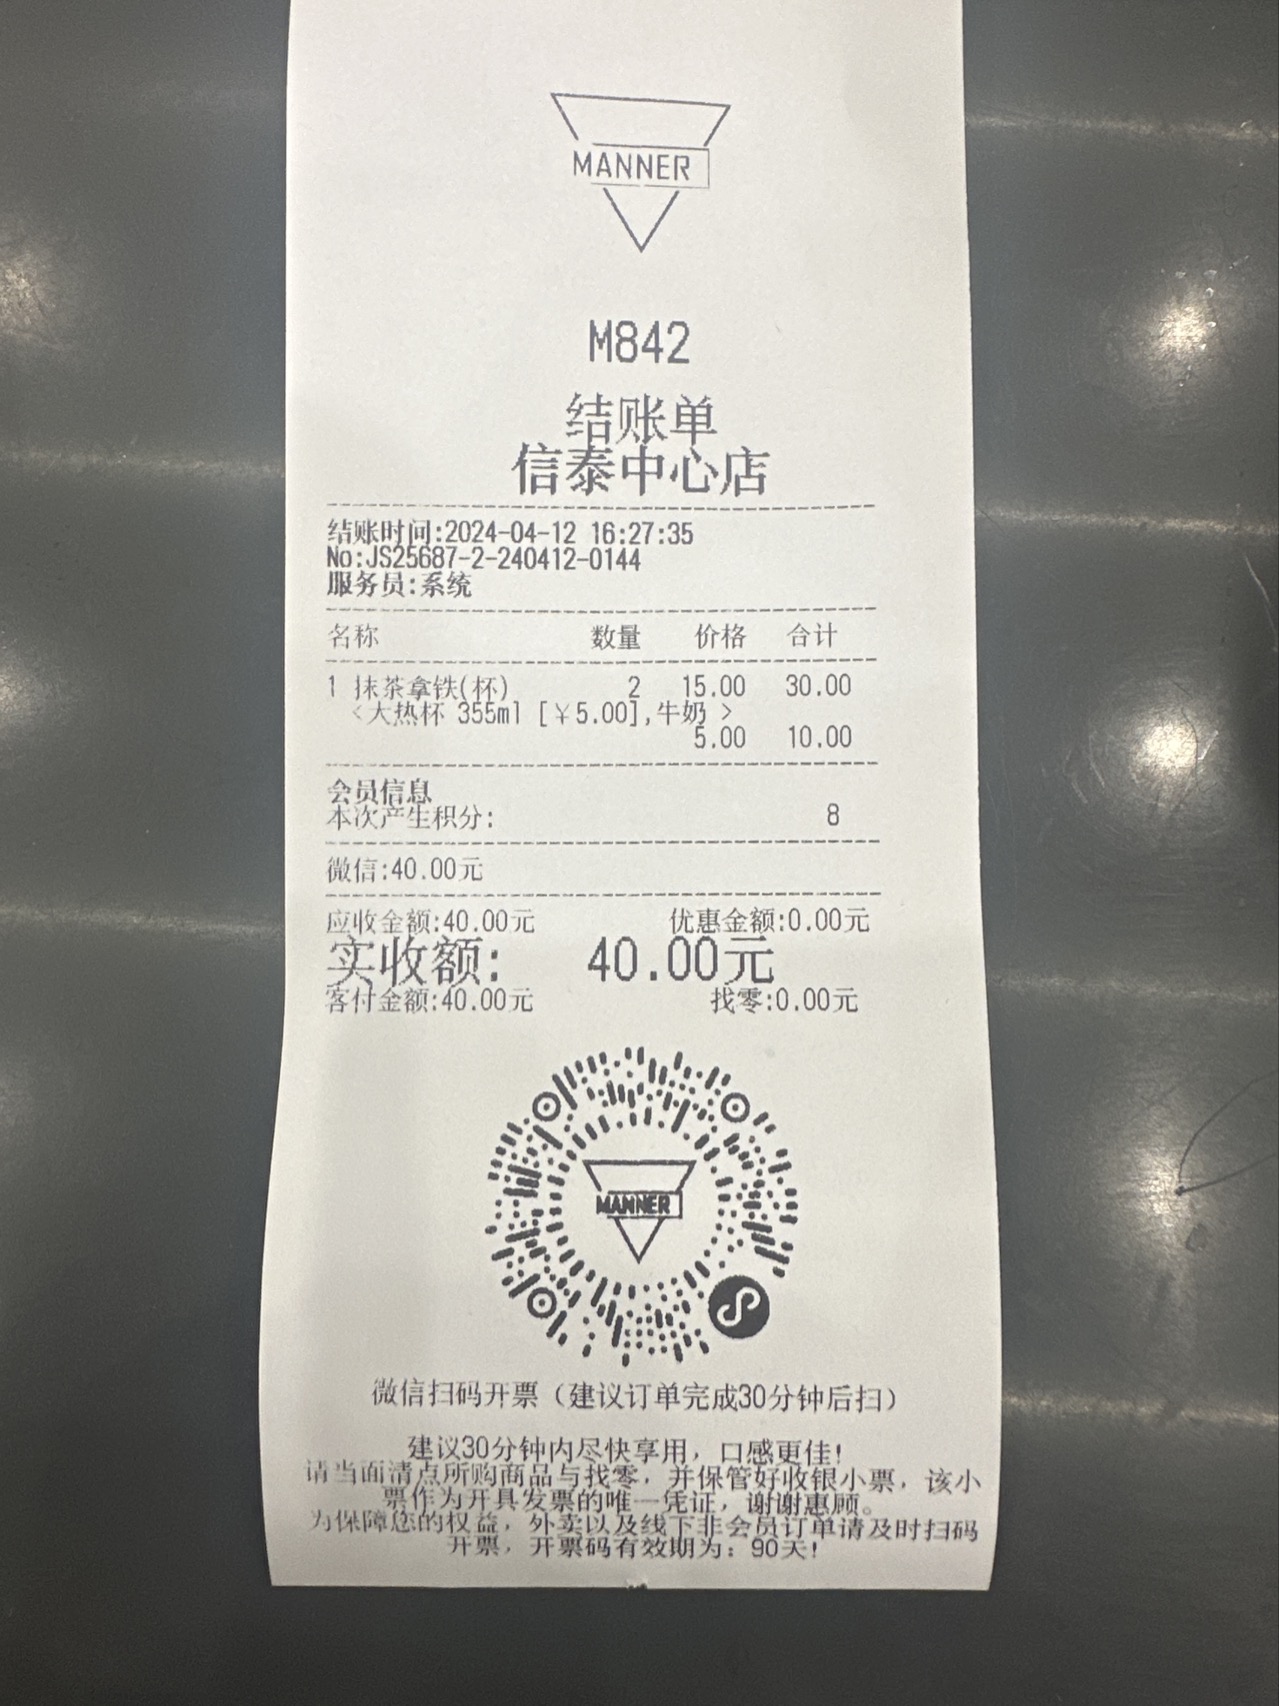 MANNER
M842
结账单
信泰中心店
结账时间:2024-04-12 16:27:35
No:JS25687-2-240412-0144
服务员:系统
名称 数量 价格 合计
1 抹茶拿铁(杯) 2 15.00 30.00
<大热杯 355ml [¥5.00],牛奶 >
5.00 10.00
会员信息
本次产生积分: 8
微信:40.00元
应收金额:40.00元 优惠金额:0.00元
实收额: 40.00元
客付金额:40.00元 找零:0.00元
MANNER
微信扫码开票（建议订单完成30分钟后扫）
建议30分钟内尽快享用，口感更佳!
请当面清点所购商品与找零，并保管好收银小票，该小
票作为开具发票的唯一凭证，谢谢惠顾。
为保障您的权益，外卖以及线下非会员订单请及时扫码
开票，开票码有效期为：90天!